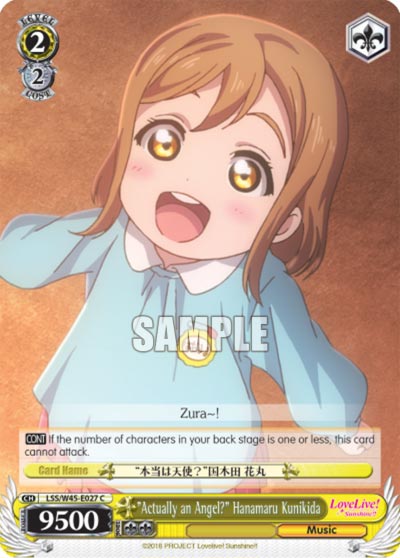 LEVEL
2
2
COST
SAMPLE
Zura~!
CONT If the number of characters in your back stage is one or less, this card
cannot attack.
Card Name
"本当は天使？"国木田 花丸
CH LSS/W45-E027 C
9500
"Actually an Angel?" Hanamaru Kunikida
LoveLive!
Sunshine!!
Music
©2016 PROJECT Lovelive! Sunshine!!